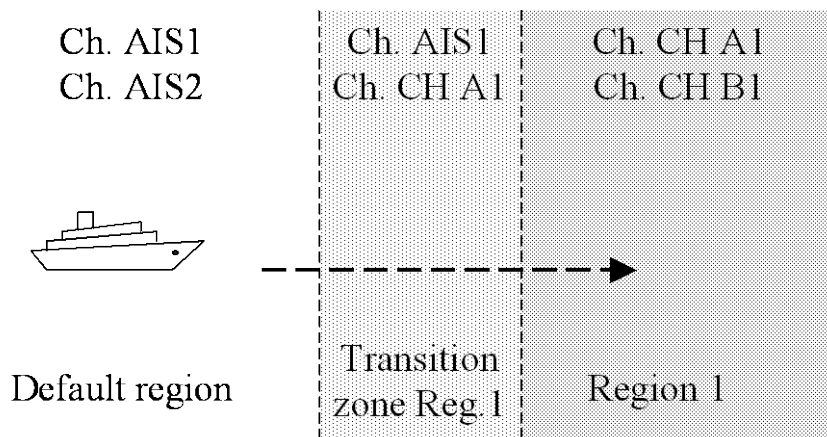 Ch. AIS1
Ch. AIS2
Ch. AIS1
Ch. CH A1
Ch. CH A1
Ch. CH B1
Default region
Transition
zone Reg.1
Region 1